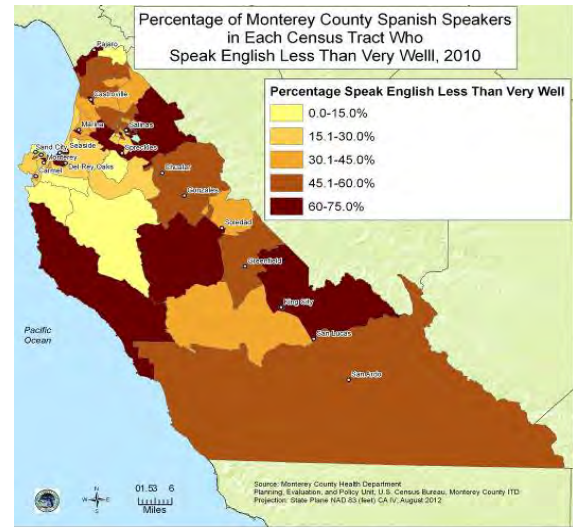 Percentage of Monterey County Spanish Speakers
in Each Census Tract Who
Speak English Less Than Very Welll, 2010
Percentage Speak English Less Than Very Well
0.0-15.0%
15.1-30.0%
30.1-45.0%
45.1-60.0%
60-75.0%
Pajaro
Castroville
Marina
Salinas
Sand City
Seaside
Spreckles
Monterey
Del Rey Oaks
Carmel
Chualar
Gonzales
Soledad
Greenfield
King City
San Lucas
San Ardo
Pacific
Ocean
N
W
E
S
01.53 6
Miles
Source: Monterey County Health Department
Planning, Evaluation, and Policy Unit, U.S. Census Bureau, Monterey County ITD
Projection: State Plane NAD 83 (feet) CA IV, August 2012